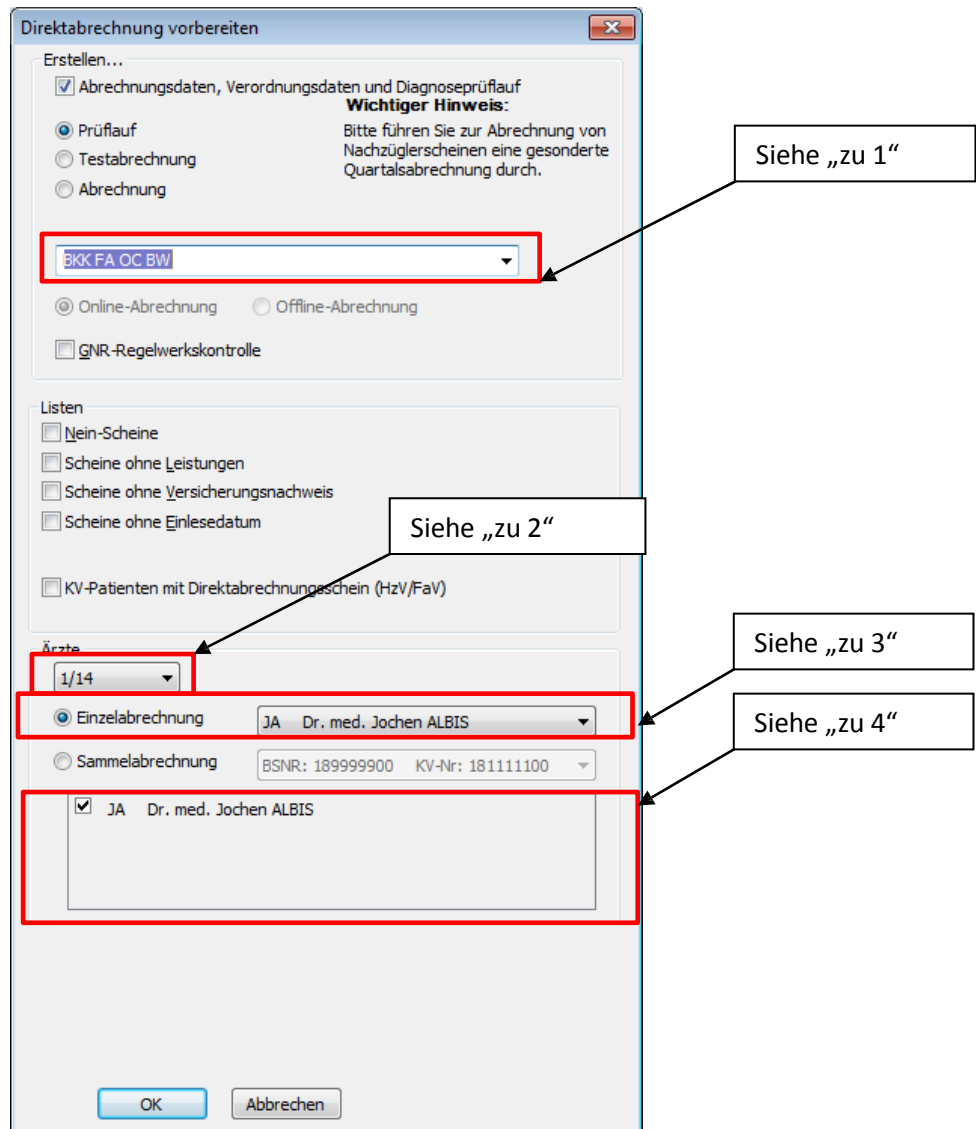 Direktabrechnung vorbereiten
Erstellen...
Abrechnungsdaten, Verordnungsdaten und Diagnoseprüflauf
Wichtiger Hinweis:
Prüflauf
Bitte führen Sie zur Abrechnung von
Nachzüglerscheinen eine gesonderte
Quartalsabrechnung durch.
Testabrechnung
Abrechnung
Siehe „zu 1“
BKK FA OC BW
Online-Abrechnung Offline-Abrechnung
GNR-Regelwerkskontrolle
Listen
Nein-Scheine
Scheine ohne Leistungen
Scheine ohne Versicherungsnachweis
Scheine ohne Einlesedatum
Siehe „zu 2“
KV-Patienten mit Direktabrechnungsschein (HzV/FaV)
Ärzte
Siehe „zu 3“
1/14
Einzelabrechnung JA Dr. med. Jochen ALBIS
Siehe „zu 4“
Sammelabrechnung BSNR: 189999900 KV-Nr: 181111100
JA Dr. med. Jochen ALBIS
OK Abbrechen